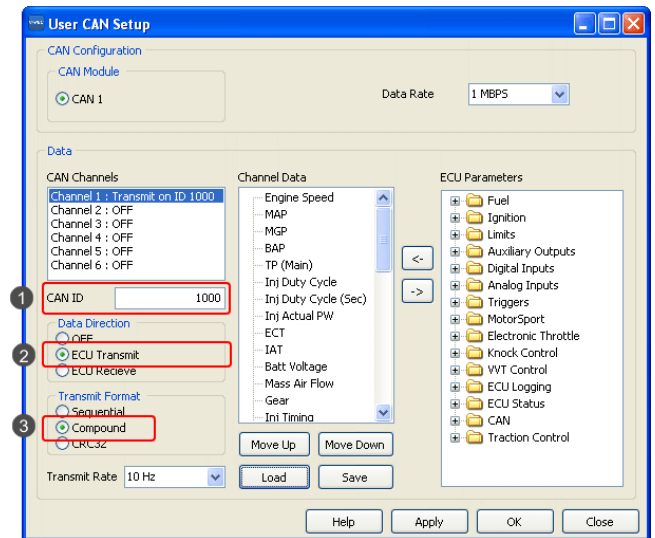 User CAN Setup
CAN Configuration
CAN Module
CAN 1
Data Rate
1 MBPS
Data
CAN Channels
Channel 1 : Transmit on ID 1000
Channel 2 : OFF
Channel 3 : OFF
Channel 4 : OFF
Channel 5 : OFF
Channel 6 : OFF
1
CAN ID
1000
Data Direction
OFF
2
ECU Transmit
ECU Recieve
Transmit Format
Sequential
3
Compound
CRC32
Transmit Rate
10 Hz
Channel Data
Engine Speed
MAP
MGP
BAP
TP (Main)
Inj Duty Cycle
Inj Duty Cycle (Sec)
Inj Actual PW
ECT
IAT
Batt Voltage
Mass Air Flow
Gear
Inj Timing
Move Up
Move Down
Load
Save
<-
->
ECU Parameters
Fuel
Ignition
Limits
Auxiliary Outputs
Digital Inputs
Analog Inputs
Triggers
MotorSport
Electronic Throttle
Knock Control
VVT Control
ECU Logging
ECU Status
CAN
Traction Control
Help
Apply
OK
Close